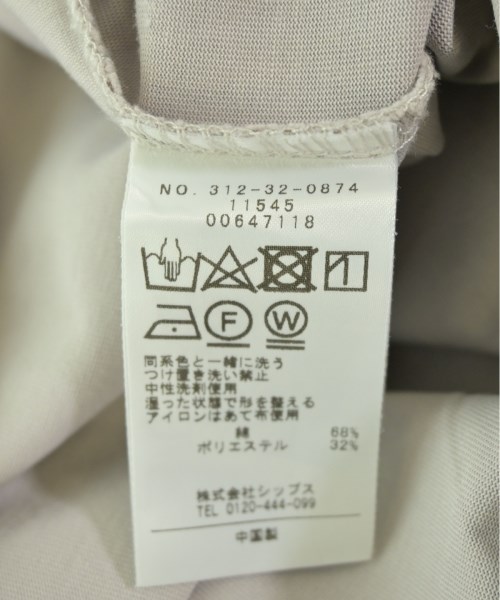 NO. 312-32-0874
11545
00647118
F W
同系色と一緒に洗う
つけ置き洗い禁止
中性洗剤使用
湿った状態で形を整える
アイロンはあて布使用
綿 68%
ポリエステル 32%
株式会社シップス
TEL 0120-444-099
中国製